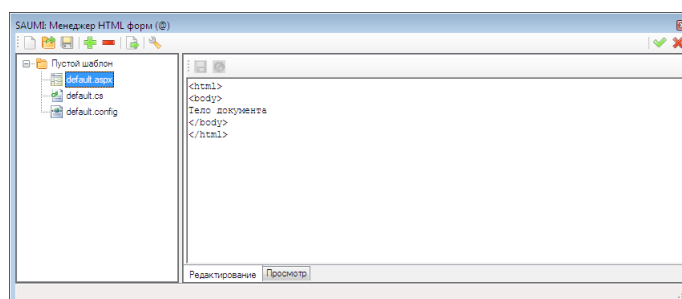 SAUMI: Менеджер HTML форм (@)
Пустой шаблон
default.aspx
default.cs
default.config
<html>
<body>
Тело документа
</body>
</html>
Редактирование Просмотр